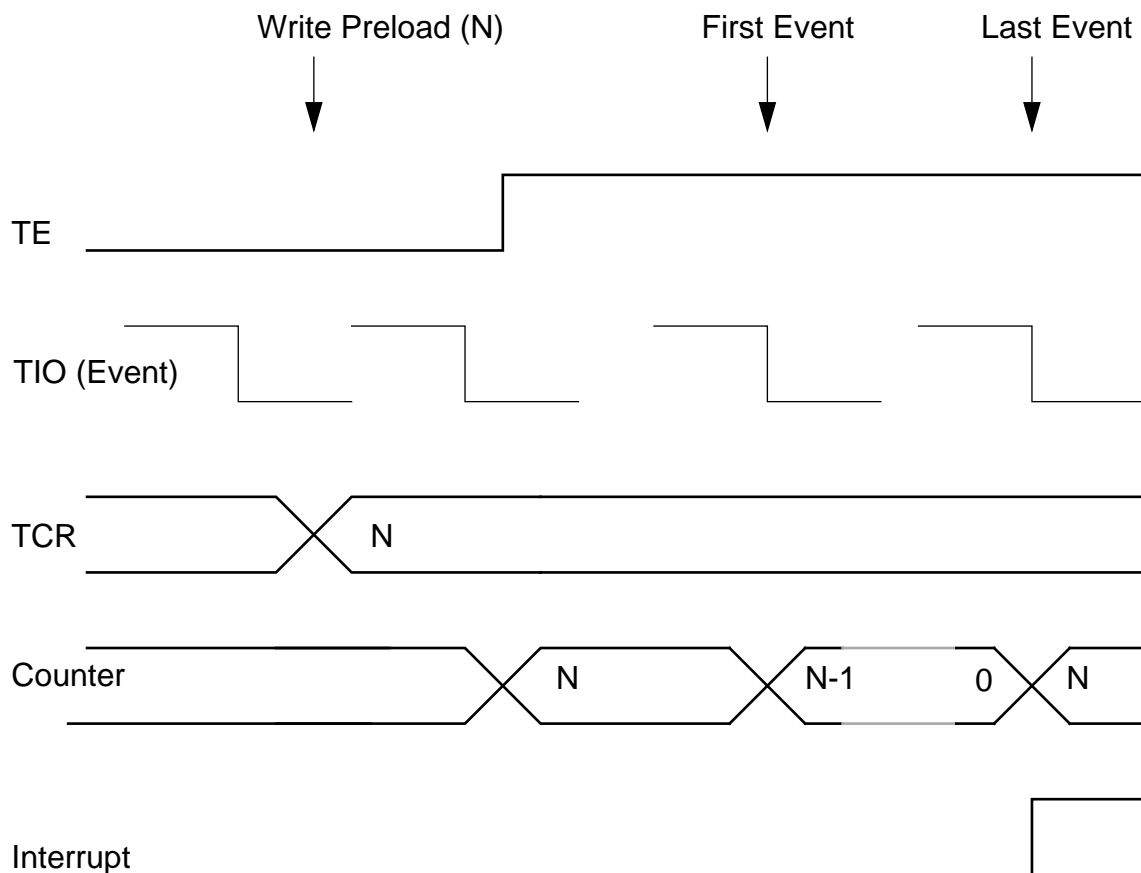 Write Preload (N) First Event Last Event
TE
TIO (Event)
TCR N
Counter N N-1 0 N
Interrupt